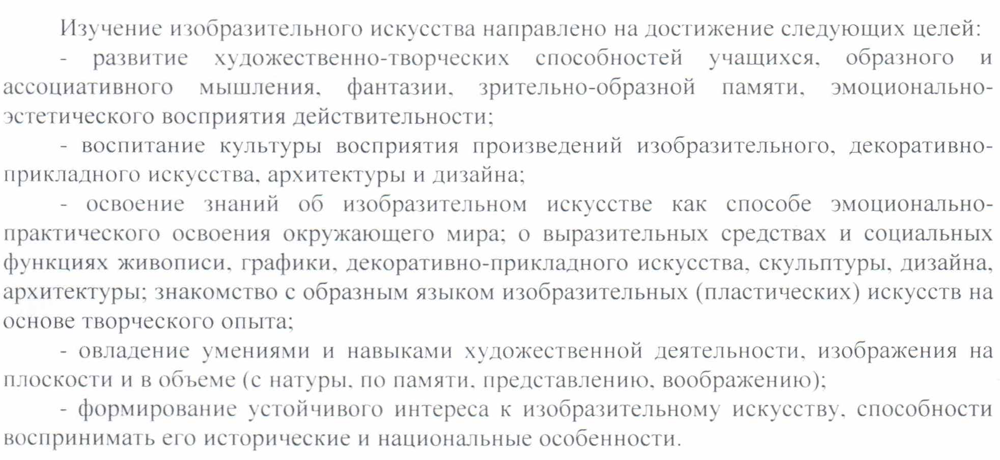 Изучение изобразительного искусства направлено на достижение следующих целей:
- развитие художественно-творческих способностей учащихся, образного и
ассоциативного мышления, фантазии, зрительно-образной памяти, эмоционально-
эстетического восприятия действительности;
- воспитание культуры восприятия произведений изобразительного, декоративно-
прикладного искусства, архитектуры и дизайна;
- освоение знаний об изобразительном искусстве как способе эмоционально-
практического освоения окружающего мира; о выразительных средствах и социальных
функциях живописи, графики, декоративно-прикладного искусства, скульптуры, дизайна,
архитектуры; знакомство с образным языком изобразительных (пластических) искусств на
основе творческого опыта;
- овладение умениями и навыками художественной деятельности, изображения на
плоскости и в объеме (с натуры, по памяти, представлению, воображению);
- формирование устойчивого интереса к изобразительному искусству, способности
воспринимать его исторические и национальные особенности.